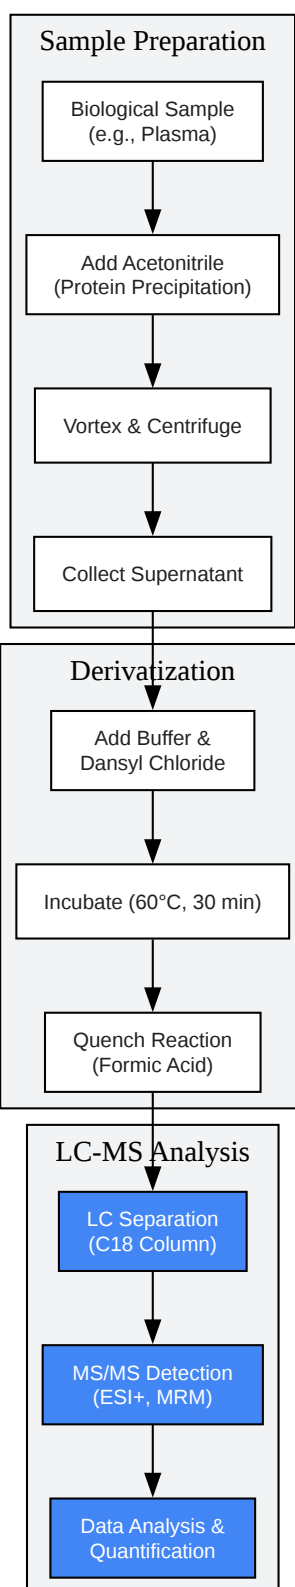 Sample Preparation
Biological Sample
(e.g., Plasma)
Add Acetonitrile
(Protein Precipitation)
Vortex & Centrifuge
Collect Supernatant
Derivatization
Add Buffer &
Dansyl Chloride
Incubate (60°C, 30 min)
Quench Reaction
(Formic Acid)
LC-MS Analysis
LC Separation
(C18 Column)
MS/MS Detection
(ESI+, MRM)
Data Analysis &
Quantification